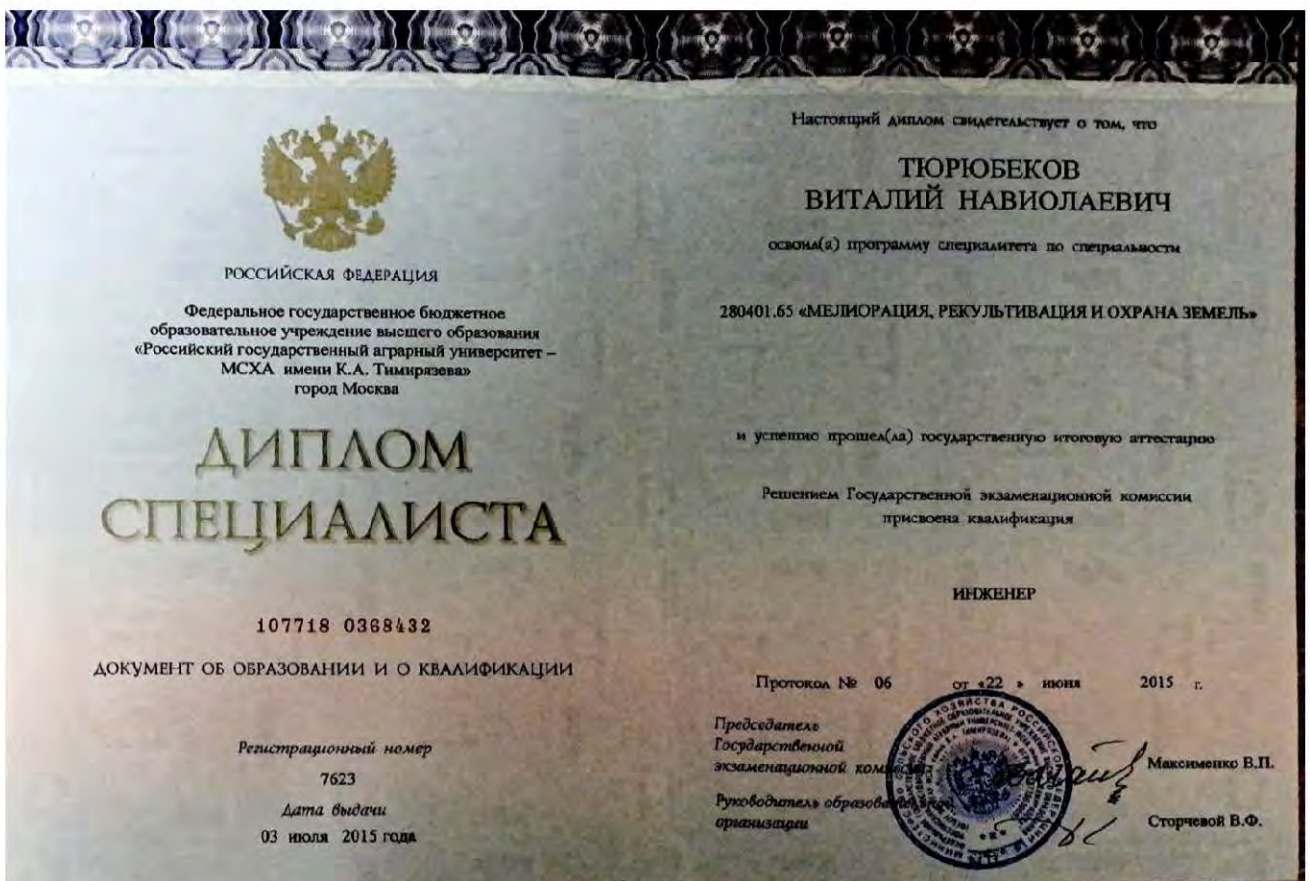 РОССИЙСКАЯ ФЕДЕРАЦИЯ
Федеральное государственное бюджетное
образовательное учреждение высшего образования
«Российский государственный аграрный университет –
МСХА имени К.А. Тимирязева»
город Москва
ДИПЛОМ
СПЕЦИАЛИСТА
107718 0368432
ДОКУМЕНТ ОБ ОБРАЗОВАНИИ И О КВАЛИФИКАЦИИ
Регистрационный номер
7623
Дата выдачи
03 июля 2015 года
Настоящий диплом свидетельствует о том, что
ТЮРЮБЕКОВ
ВИТАЛИЙ НАВИОЛАЕВИЧ
освоил(а) программу специалитета по специальности
280401.65 «МЕЛИОРАЦИЯ, РЕКУЛЬТИВАЦИЯ И ОХРАНА ЗЕМЕЛЬ»
и успешно прошел(ла) государственную итоговую аттестацию
Решением Государственной экзаменационной комиссии
присвоена квалификация
ИНЖЕНЕР
Протокол № 06 от «22 » июня 2015 г.
Председатель
Государственной
экзаменационной
Максименко В.П.
Руководитель
организации
Сторчевой В.Ф.